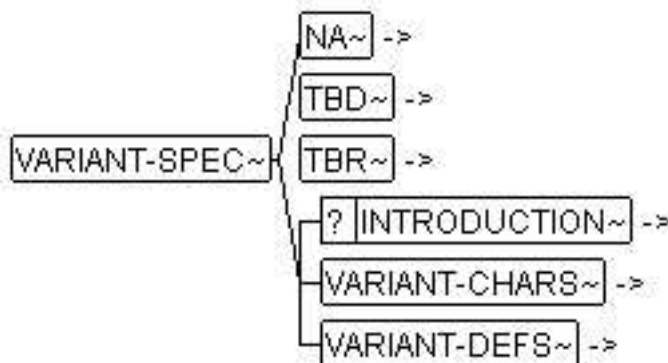 NA~ ->
TBD~ ->
VARIANT-SPEC~ TBR~ ->
? INTRODUCTION~ ->
VARIANT-CHARS~ ->
VARIANT-DEFS~ ->